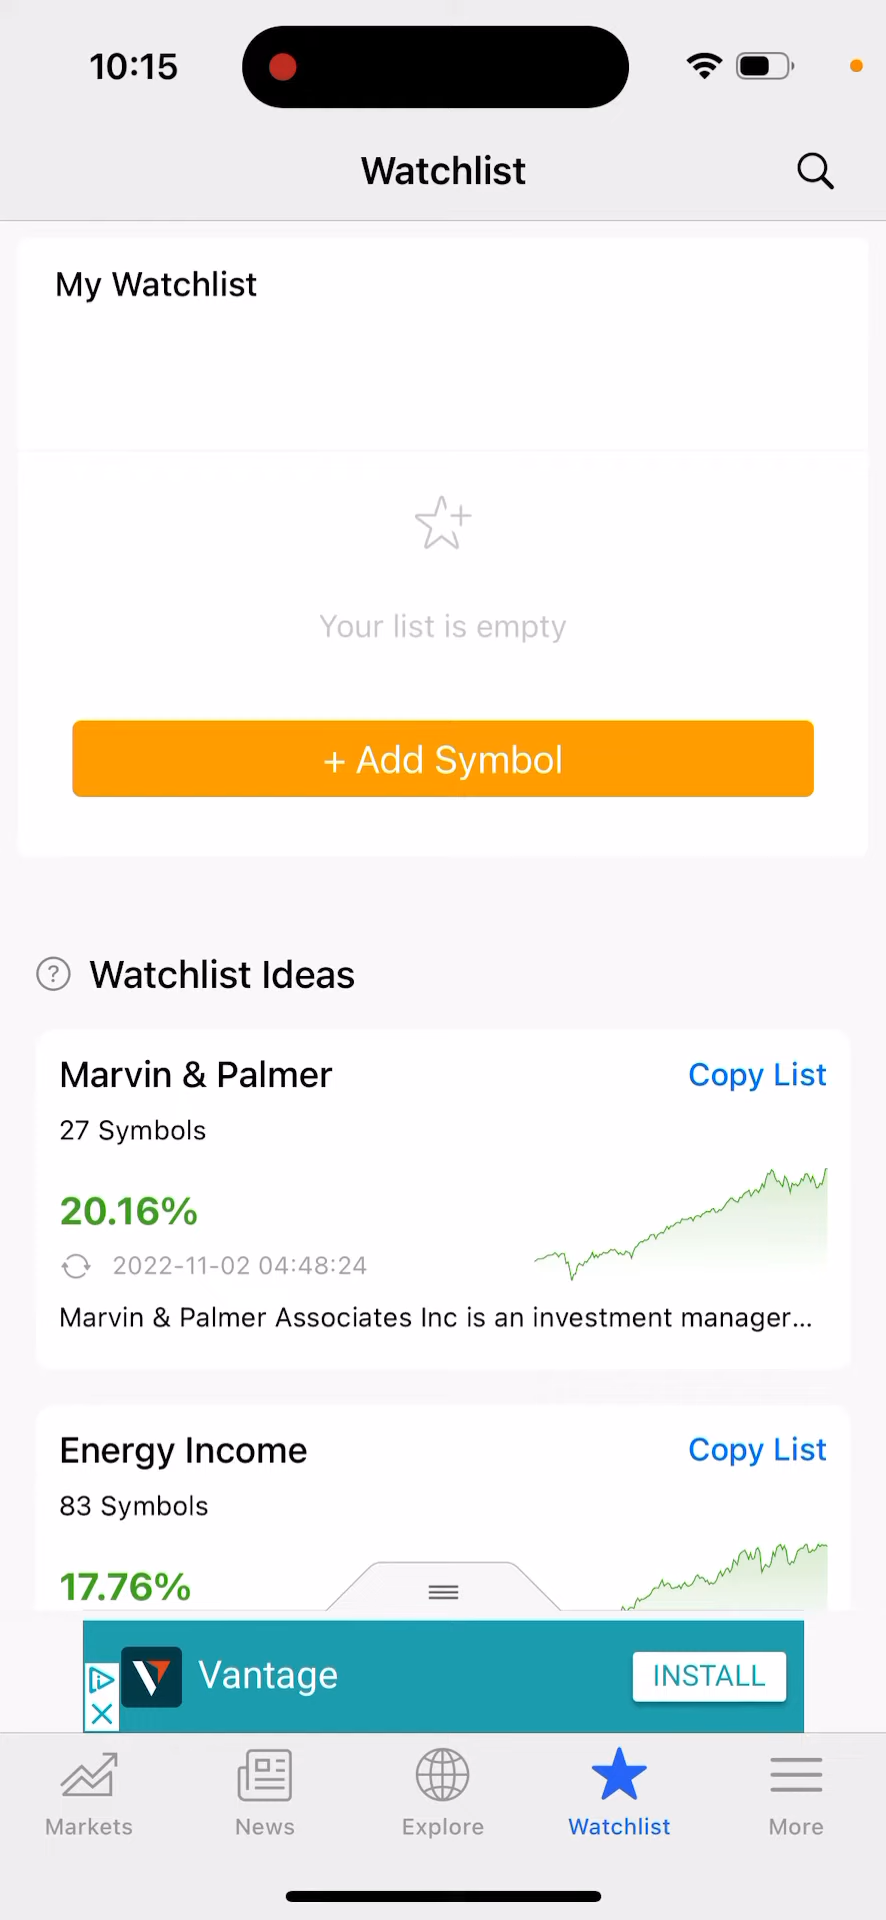 10:15
Watchlist
My Watchlist
Your list is empty
+ Add Symbol
? Watchlist Ideas
Marvin & Palmer
Copy List
27 Symbols
20.16%
2022-11-02 04:48:24
Marvin & Palmer Associates Inc is an investment manager...
Energy Income
Copy List
83 Symbols
17.76%
Vantage
INSTALL
Markets
News
Explore
Watchlist
More